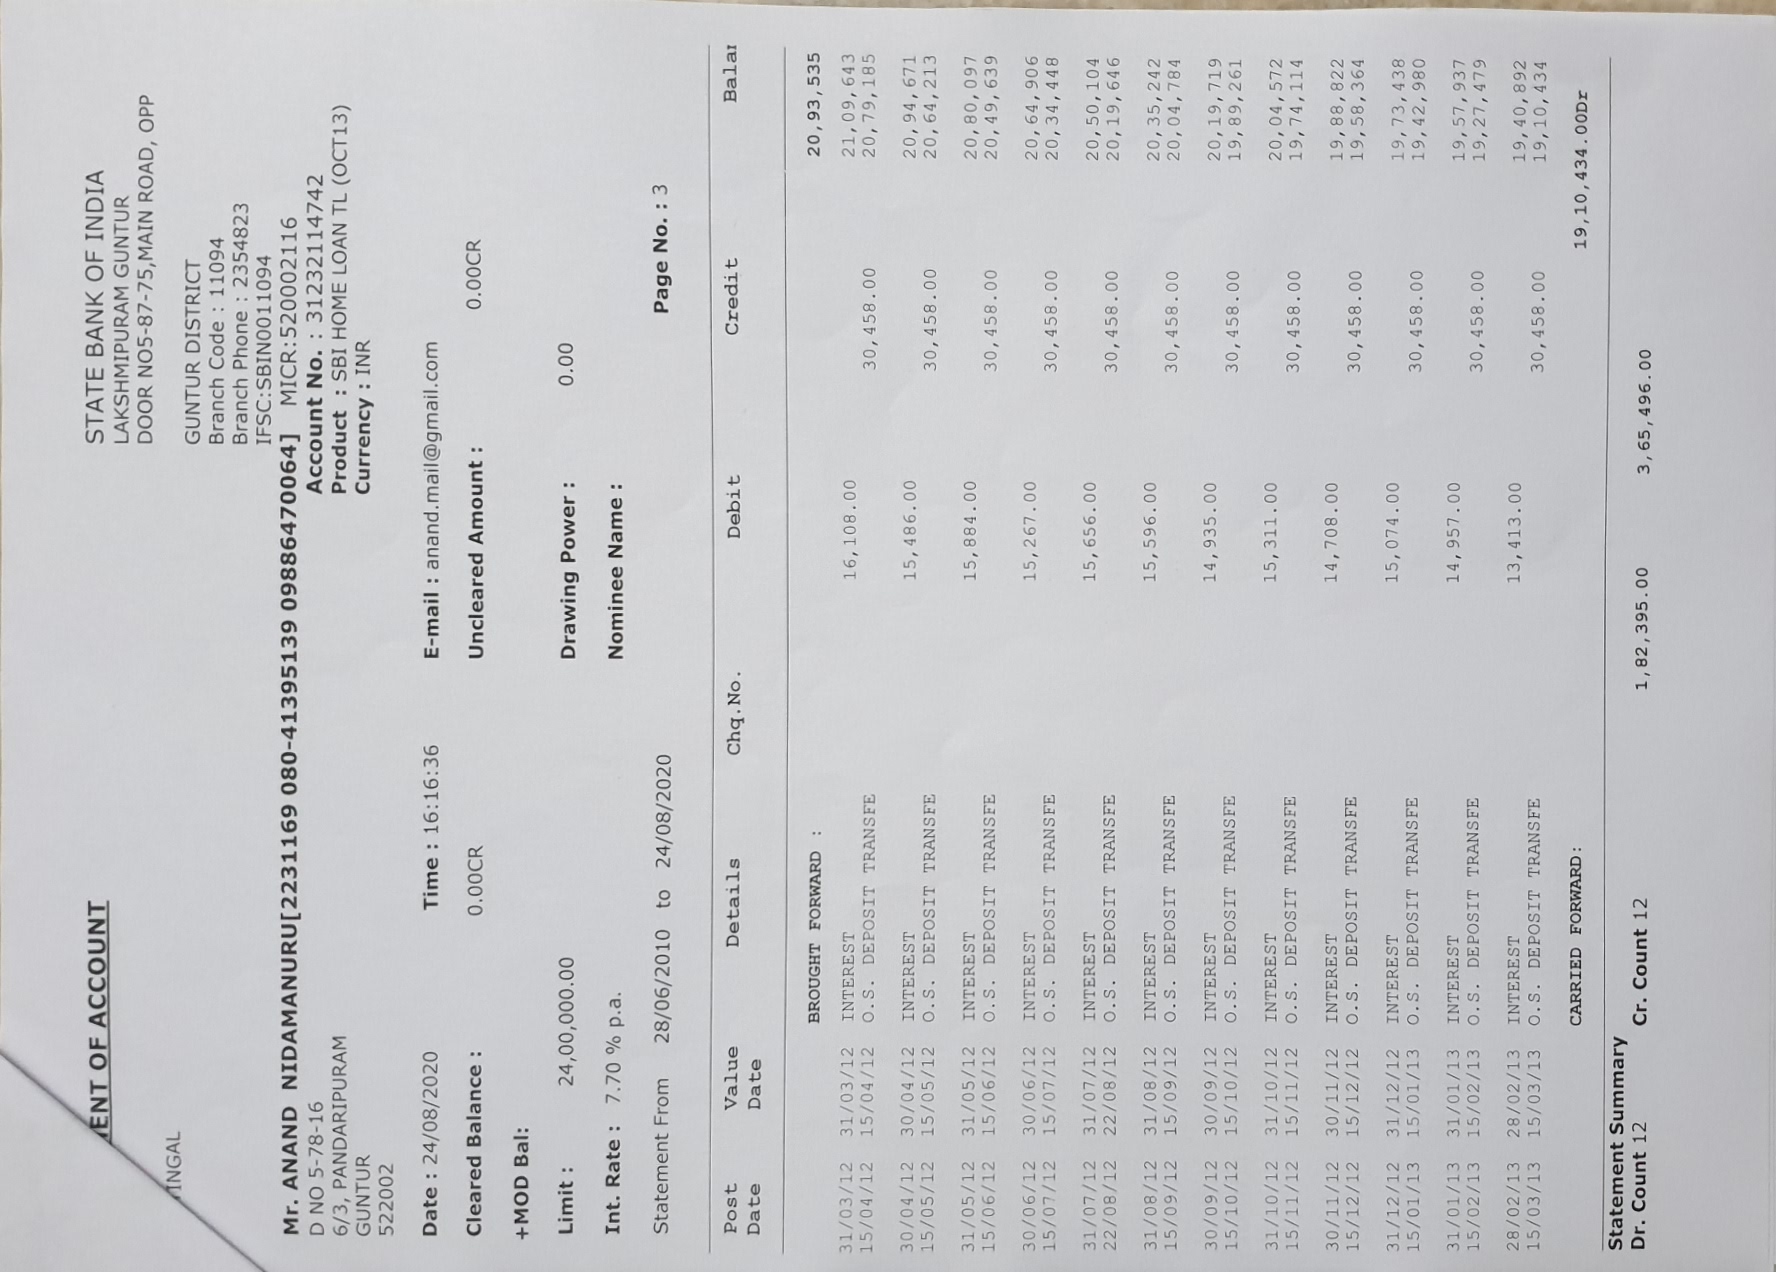 ENT OF ACCOUNT
STATE BANK OF INDIA
LAKSHMIPURAM GUNTUR
DOOR NO5-87-75,MAIN ROAD, OPP
INGAL
GUNTUR DISTRICT
Branch Code : 11094
Branch Phone : 2354823
IFSC:SBIN0011094
Mr. ANAND NIDAMANURU[2231169 080-41395139 09886470064] MICR:520002116
D NO 5-78-16 Account No. : 31232114742
6/3, PANDARIPURAM Product : SBI HOME LOAN TL (OCT13)
GUNTUR Currency : INR
522002
Date : 24/08/2020 Time : 16:16:36 E-mail : anand.mail@gmail.com
Cleared Balance : 0.00CR Uncleared Amount : 0.00CR
+MOD Bal:
Limit : 24,00,000.00 Drawing Power : 0.00
Int. Rate : 7.70 % p.a. Nominee Name :
Statement From 28/06/2010 to 24/08/2020 Page No. : 3
Post Value Details Chq.No. Debit Credit Balan
Date Date
BROUGHT FORWARD : 20,93,535
31/03/12 31/03/12 INTEREST 16,108.00 21,09,643
15/04/12 15/04/12 O.S. DEPOSIT TRANSFE 30,458.00 20,79,185
30/04/12 30/04/12 INTEREST 15,486.00 20,94,671
15/05/12 15/05/12 O.S. DEPOSIT TRANSFE 30,458.00 20,64,213
31/05/12 31/05/12 INTEREST 15,884.00 20,80,097
15/06/12 15/06/12 O.S. DEPOSIT TRANSFE 30,458.00 20,49,639
30/06/12 30/06/12 INTEREST 15,267.00 20,64,906
15/07/12 15/07/12 O.S. DEPOSIT TRANSFE 30,458.00 20,34,448
31/07/12 31/07/12 INTEREST 15,656.00 20,50,104
22/08/12 22/08/12 O.S. DEPOSIT TRANSFE 30,458.00 20,19,646
31/08/12 31/08/12 INTEREST 15,596.00 20,35,242
15/09/12 15/09/12 O.S. DEPOSIT TRANSFE 30,458.00 20,04,784
30/09/12 30/09/12 INTEREST 14,935.00 20,19,719
15/10/12 15/10/12 O.S. DEPOSIT TRANSFE 30,458.00 19,89,261
31/10/12 31/10/12 INTEREST 15,311.00 20,04,572
15/11/12 15/11/12 O.S. DEPOSIT TRANSFE 30,458.00 19,74,114
30/11/12 30/11/12 INTEREST 14,708.00 19,88,822
15/12/12 15/12/12 O.S. DEPOSIT TRANSFE 30,458.00 19,58,364
31/12/12 31/12/12 INTEREST 15,074.00 19,73,438
15/01/13 15/01/13 O.S. DEPOSIT TRANSFE 30,458.00 19,42,980
31/01/13 31/01/13 INTEREST 14,957.00 19,57,937
15/02/13 15/02/13 O.S. DEPOSIT TRANSFE 30,458.00 19,27,479
28/02/13 28/02/13 INTEREST 13,413.00 19,40,892
15/03/13 15/03/13 O.S. DEPOSIT TRANSFE 30,458.00 19,10,434
CARRIED FORWARD: 19,10,434.00Dr
Statement Summary
Dr. Count 12 Cr. Count 12 1,82,395.00 3,65,496.00